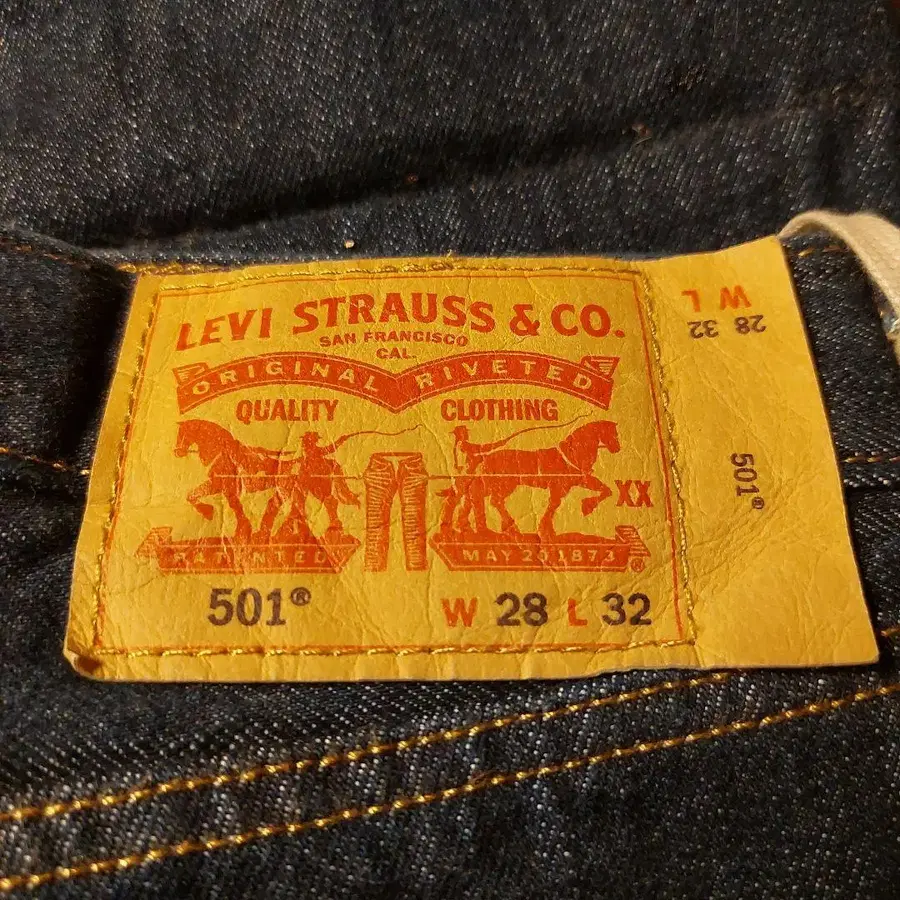 LEVI STRAUSS & CO.
SAN FRANCISCO
CAL.
ORIGINAL RIVETED
QUALITY CLOTHING
XX
PATENTED MAY 20 1873 ®
501® W 28 L 32
W L
28 32
501®